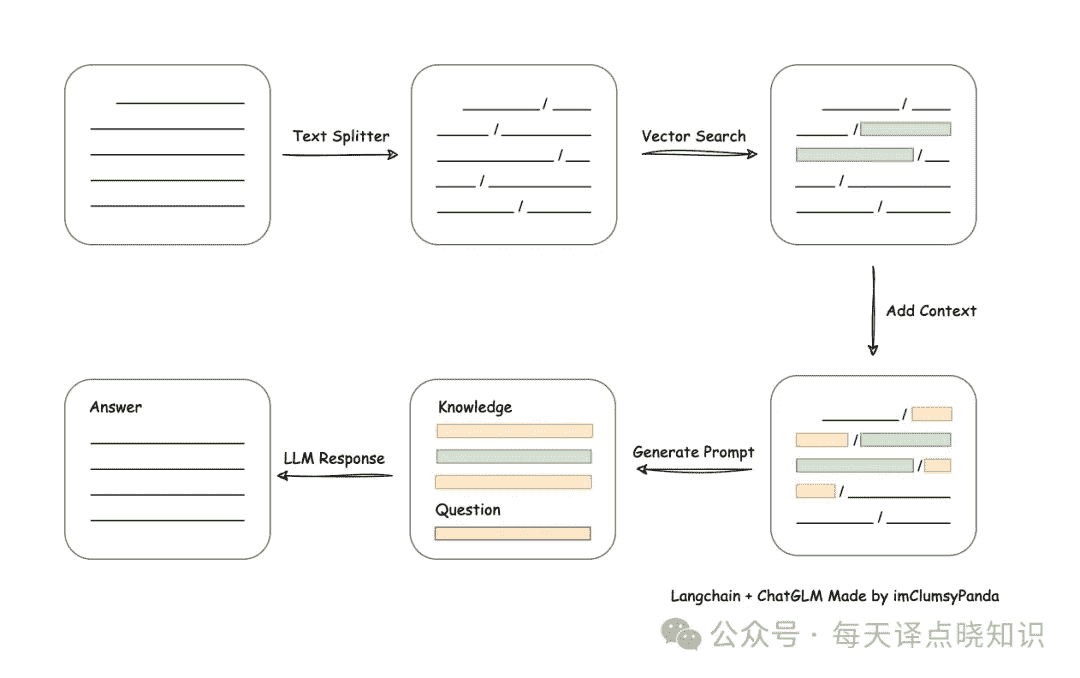 Text Splitter
Vector Search
Add Context
Generate Prompt
Knowledge
Question
LLM Response
Answer
Langchain + ChatGLM Made by imClumsyPanda
公众号 · 每天译点晓知识